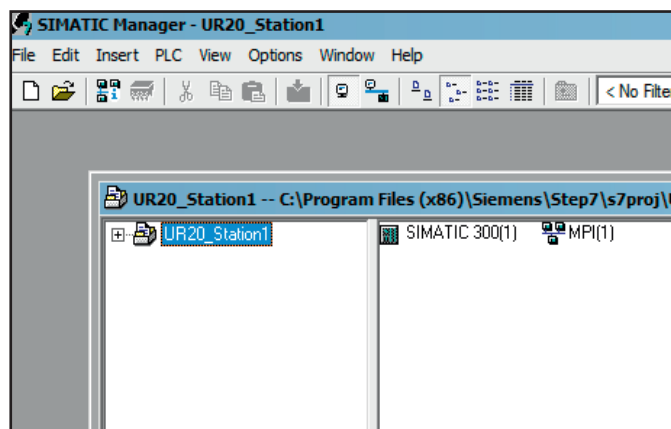 SIMATIC Manager - UR20_Station1
File Edit Insert PLC View Options Window Help
< No Filte
UR20_Station1 -- C:\Program Files (x86)\Siemens\Step7\s7proj\
UR20_Station1 SIMATIC 300(1) MPI(1)